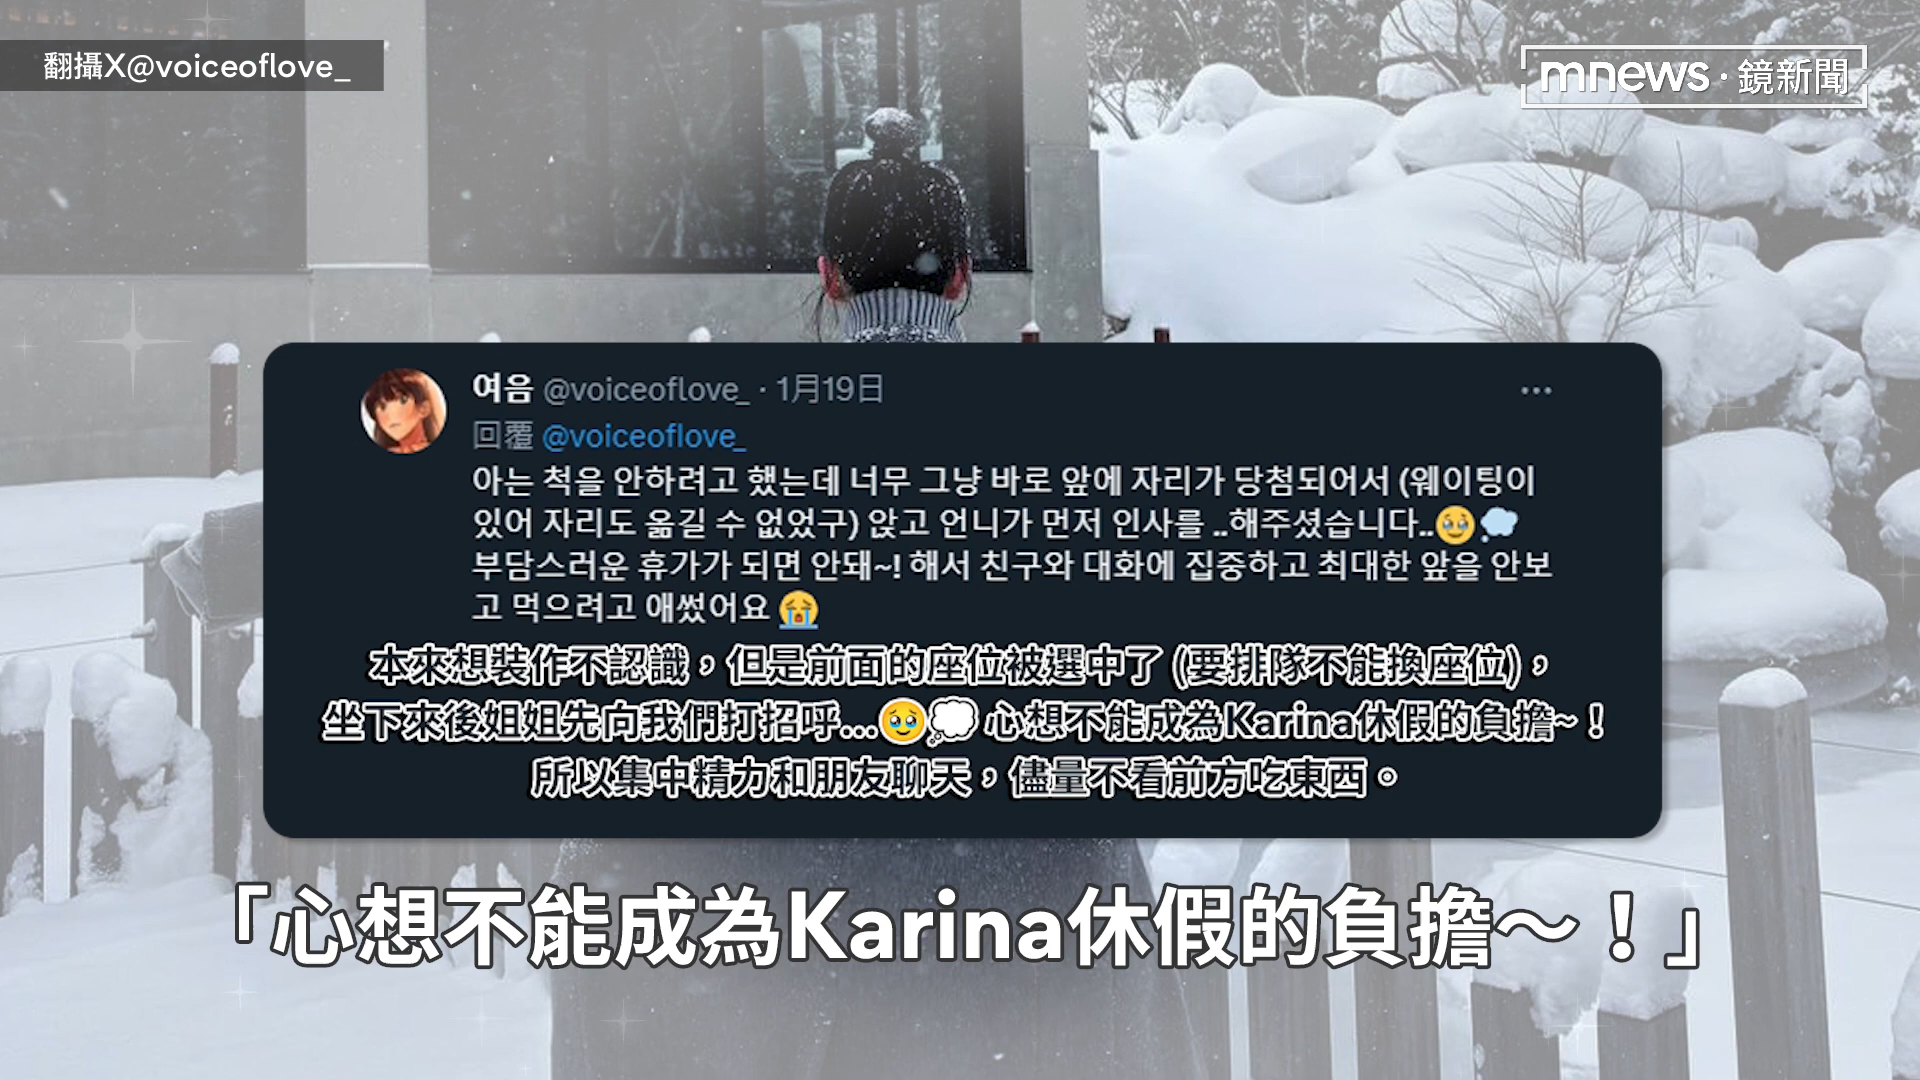 翻攝X@voiceoflove_
mnews·鏡新聞
여음 @voiceoflove_ · 1月19日
回覆 @voiceoflove_
아는 척을 안하려고 했는데 너무 그냥 바로 앞에 자리가 당첨되어서 (웨이팅이
있어 자리도 옮길 수 없었구) 앉고 언니가 먼저 인사를 ..해주셨습니다..🥹💭
부담스러운 휴가가 되면 안돼~! 해서 친구와 대화에 집중하고 최대한 앞을 안보
고 먹으려고 애썼어요 😭
本來想裝作不認識，但是前面的座位被選中了 (要排隊不能換座位)，
坐下來後姐姐先向我們打招呼...🥹💭 心想不能成為Karina休假的負擔~！
所以集中精力和朋友聊天，儘量不看前方吃東西。
「心想不能成為Karina休假的負擔～！」